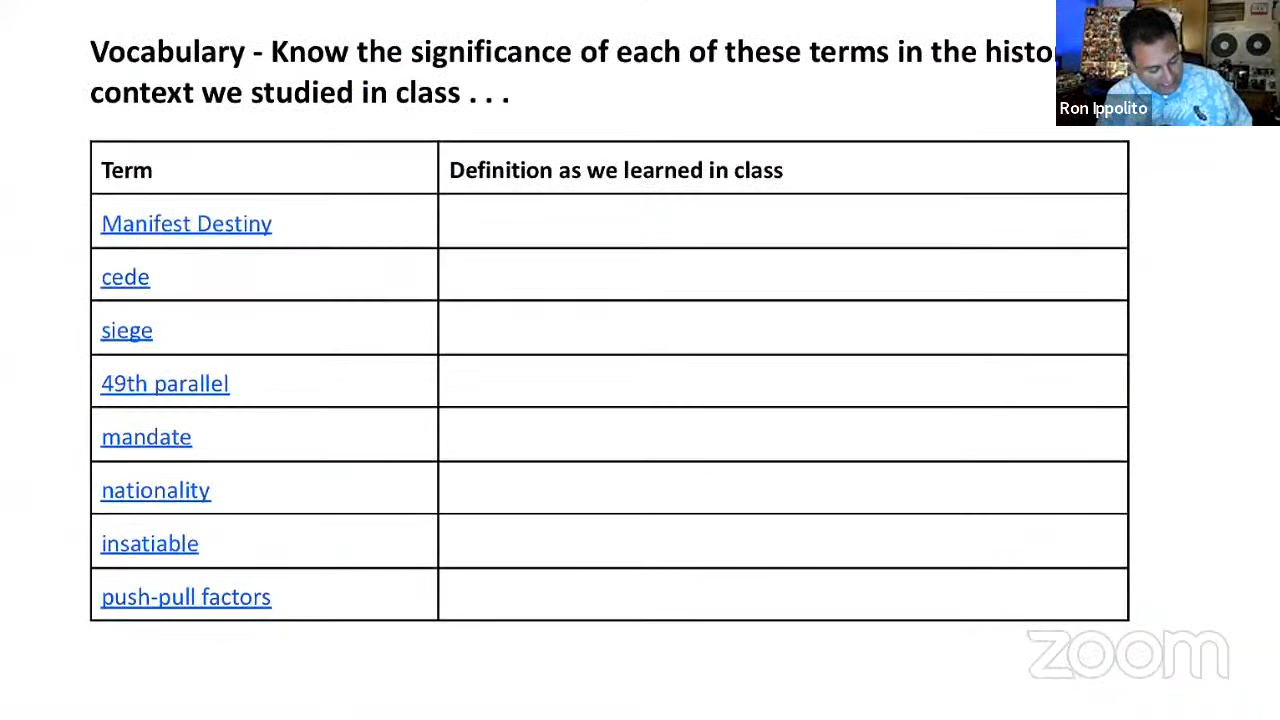 Vocabulary - Know the significance of each of these terms in the histo
context we studied in class . . .
Ron Ippolito
Term
Definition as we learned in class
Manifest Destiny
cede
siege
49th parallel
mandate
nationality
insatiable
push-pull factors
zoom